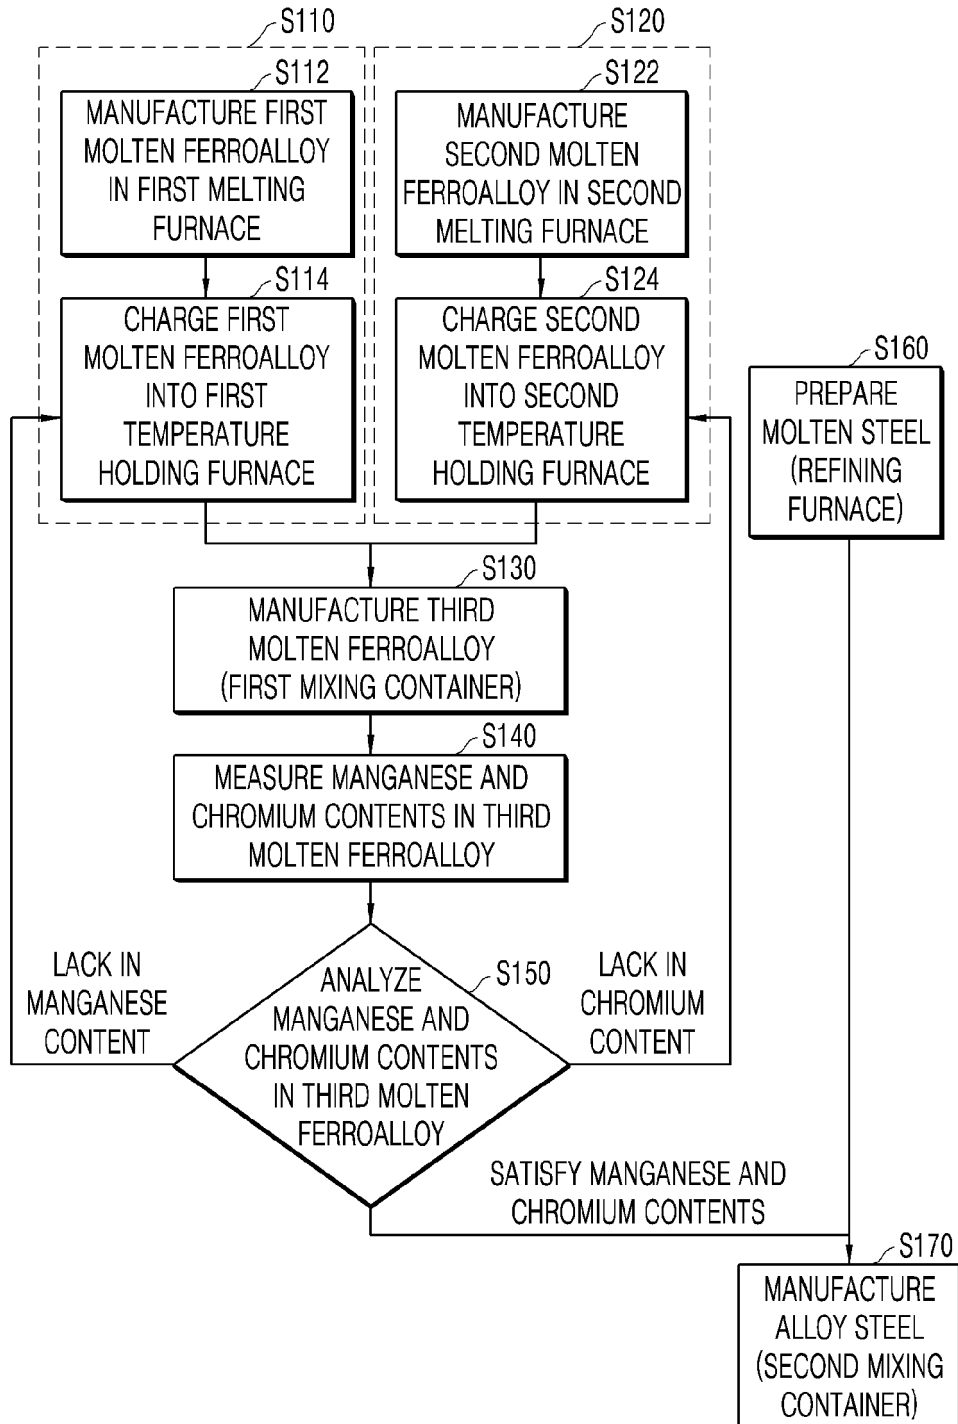 S110
S120
S112
MANUFACTURE FIRST
MOLTEN FERROALLOY
IN FIRST MELTING
FURNACE
S122
MANUFACTURE
SECOND MOLTEN
FERROALLOY IN SECOND
MELTING FURNACE
S114
CHARGE FIRST
MOLTEN FERROALLOY
INTO FIRST
TEMPERATURE
HOLDING FURNACE
S124
CHARGE SECOND
MOLTEN FERROALLOY
INTO SECOND
TEMPERATURE
HOLDING FURNACE
S160
PREPARE
MOLTEN STEEL
(REFINING
FURNACE)
S130
MANUFACTURE THIRD
MOLTEN FERROALLOY
(FIRST MIXING CONTAINER)
S140
MEASURE MANGANESE AND
CHROMIUM CONTENTS IN THIRD
MOLTEN FERROALLOY
S150
ANALYZE
MANGANESE AND
CHROMIUM CONTENTS
IN THIRD MOLTEN
FERROALLOY
LACK IN
MANGANESE
CONTENT
LACK IN
CHROMIUM
CONTENT
SATISFY MANGANESE AND
CHROMIUM CONTENTS
S170
MANUFACTURE
ALLOY STEEL
(SECOND MIXING
CONTAINER)